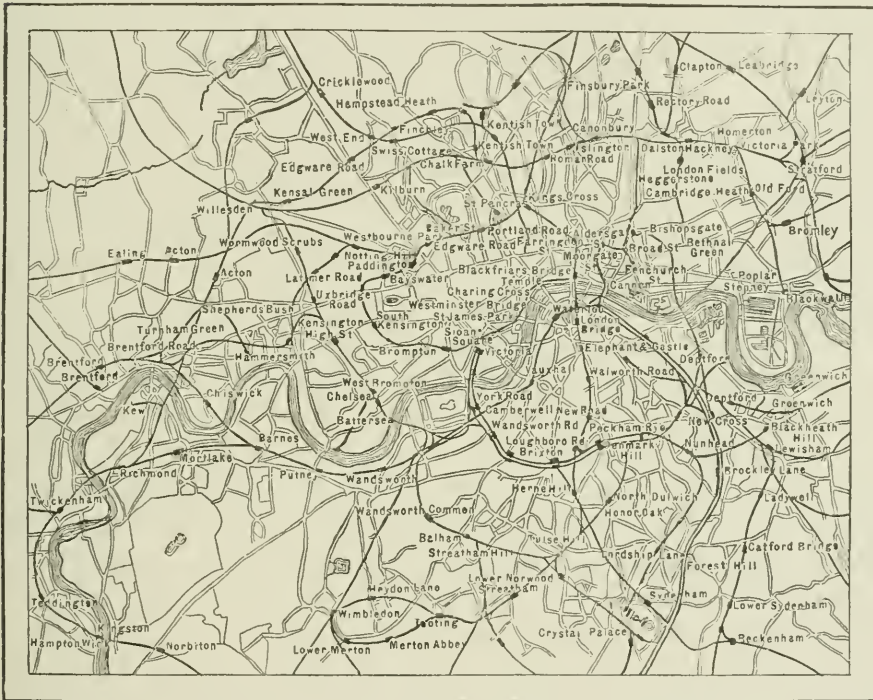 Clapton
Leabridge
Cricklewood
Finsbury Park
Hempstead Heath
Rectory Road
Leyton
Kentish Town
Canonbury
West End
Homerton
Swiss Cottage
Kentish Town
Islington
Dalston
Hackney
Victoria Park
Edgware Road
Chalk Farm
Roman Road
Stratford
London Fields
Haggerstone
Kensal Green
Kilburn
Cambridge Heath
Old Ford
Willesden
St Pancras
Kings Cross
Baker St
Portland Road
Aldersgate
Bishopsgate
Bromley
Westbourne Park
Wormwood Scrubs
Edgware Road
Farringdon
St
Broad St
Bethnal
Green
Ealing
Acton
Notting Hill
Paddington
Moorgate
Acton
Latimer Road
Bayswater
Blackfriars Bridge
Fenchurch
St
Poplar
Temple
Cannon
St
Stepney
Uxbridge
Road
Charing Cross
Blackwall
Shepherds Bush
Westminster Bridge
Waterloo
South
Kensington
St James Park
London
Bridge
Turnham Green
Kensington
High St
Sloan
Square
Brentford Road
Hammersmith
Brompton
Victoria
Elephant & Castle
Deptford
Brentford
Brentford
Vauxhall
Walworth Road
Greenwich
West Brompton
Chiswick
Chelsea
York Road
Deptford
Greenwich
Kew
Camberwell New Road
Battersea
Wandsworth Rd
Peckham Rye
New Cross
Blackheath
Hill
Barnes
Loughboro Rd
Denmark
Hill
Nunhead
Lewisham
Mortlake
Brixton
Richmond
Putney
Wandsworth
Brockley Lane
Herne Hill
Twickenham
North Dulwich
Ladywell
Wandsworth Common
Honor Oak
Balham
Tulse Hill
Streatham Hill
Lordship Lane
Catford Bridge
Forest Hill
Lower Norwood
Streatham
Heydon Lane
Teddington
Sydenham
Wimbledon
Lower Sydenham
Tooting
Kingston
Crystal Palace
Hampton Wick
Norbiton
Lower Merton
Merton Abbey
Beckenham